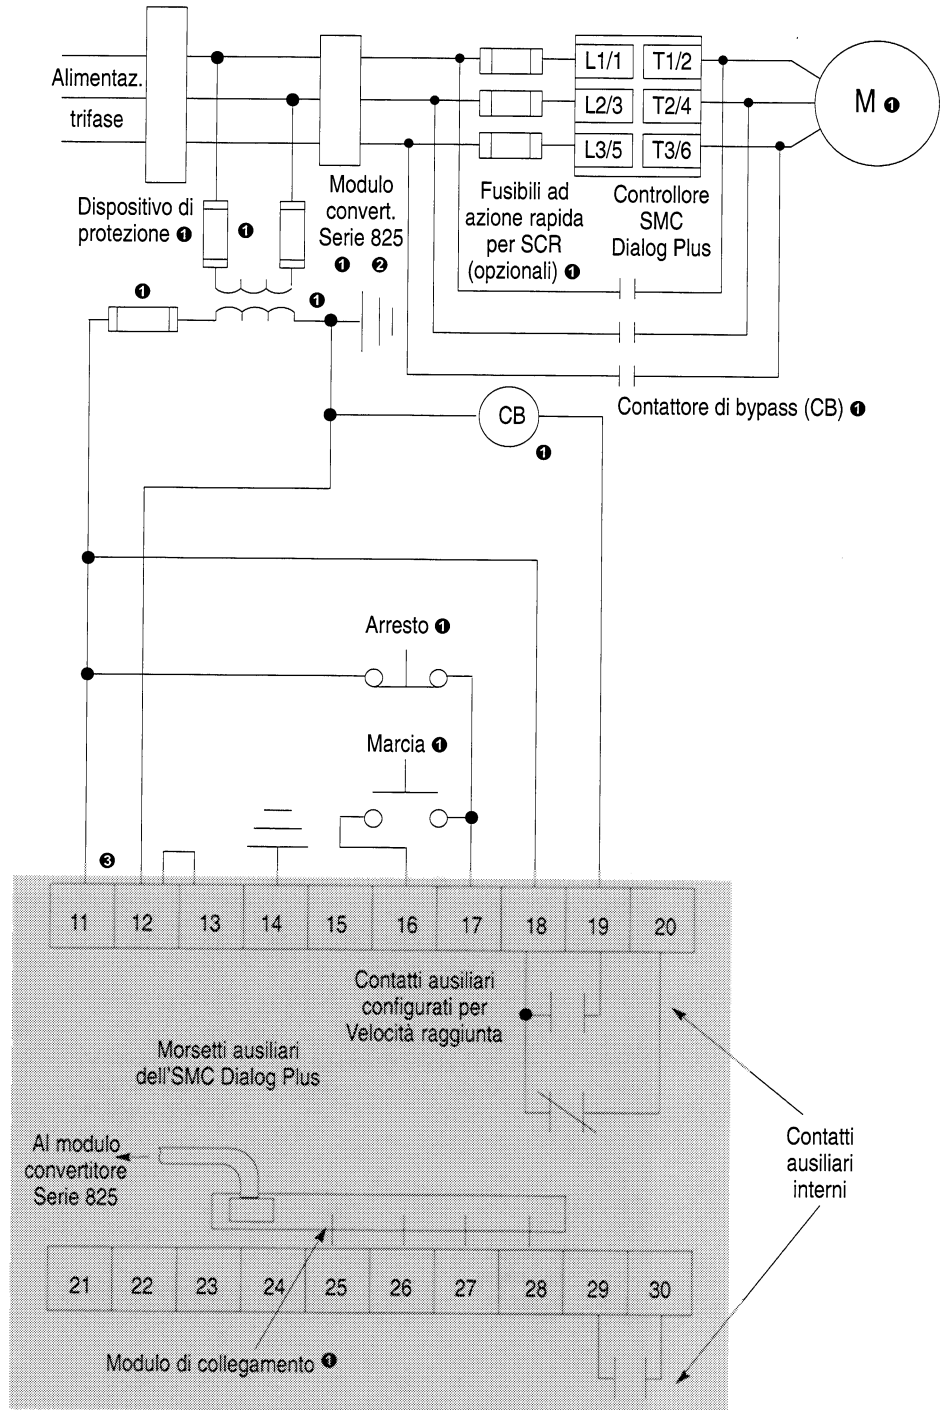 Alimentaz.
trifase
L1/1 T1/2
L2/3 T2/4
L3/5 T3/6
M ❶
Dispositivo di
protezione ❶
❶
Modulo
convert.
Serie 825
❶ ❷
Fusibili ad
azione rapida
per SCR
(opzionali) ❶
Controllore
SMC
Dialog Plus
❶
❶
Contattore di bypass (CB) ❶
CB
❶
Arresto ❶
Marcia ❶
❸
11 12 13 14 15 16 17 18 19 20
Contatti ausiliari
configurati per
Velocità raggiunta
Morsetti ausiliari
dell'SMC Dialog Plus
Al modulo
convertitore
Serie 825
Contatti
ausiliari
interni
21 22 23 24 25 26 27 28 29 30
Modulo di collegamento ❶